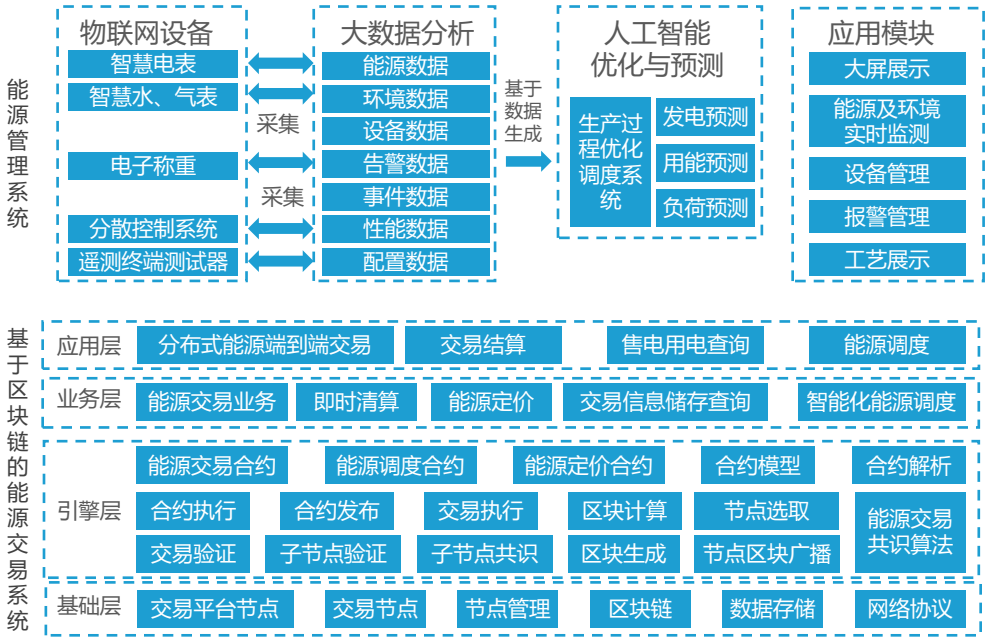 能源管理系统
物联网设备
智慧电表
智慧水、气表
采集
电子称重
采集
分散控制系统
遥测终端测试器
大数据分析
能源数据
环境数据
设备数据
告警数据
事件数据
性能数据
配置数据
基于
数据
生成
人工智能
优化与预测
生产过
程优化
调度系
统
发电预测
用能预测
负荷预测
应用模块
大屏展示
能源及环境
实时监测
设备管理
报警管理
工艺展示
基于区块链的能源交易系统
应用层
分布式能源端到端交易
交易结算
售电用电查询
能源调度
业务层
能源交易业务
即时清算
能源定价
交易信息储存查询
智能化能源调度
引擎层
能源交易合约
能源调度合约
能源定价合约
合约模型
合约解析
合约执行
合约发布
交易执行
区块计算
节点选取
能源交易
共识算法
交易验证
子节点验证
子节点共识
区块生成
节点区块广播
基础层
交易平台节点
交易节点
节点管理
区块链
数据存储
网络协议